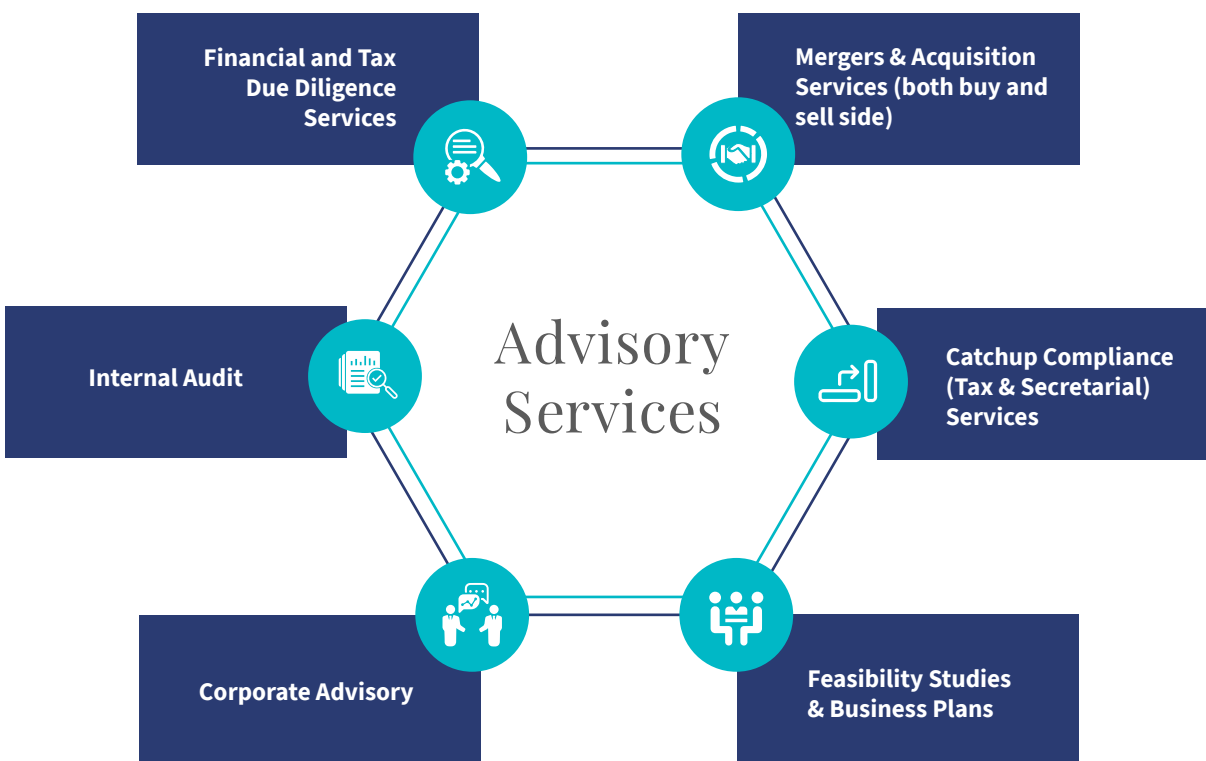 Financial and Tax
Due Diligence
Services
Mergers & Acquisition
Services (both buy and
sell side)
Internal Audit
Advisory
Services
Catchup Compliance
(Tax & Secretarial)
Services
Corporate Advisory
Feasibility Studies
& Business Plans